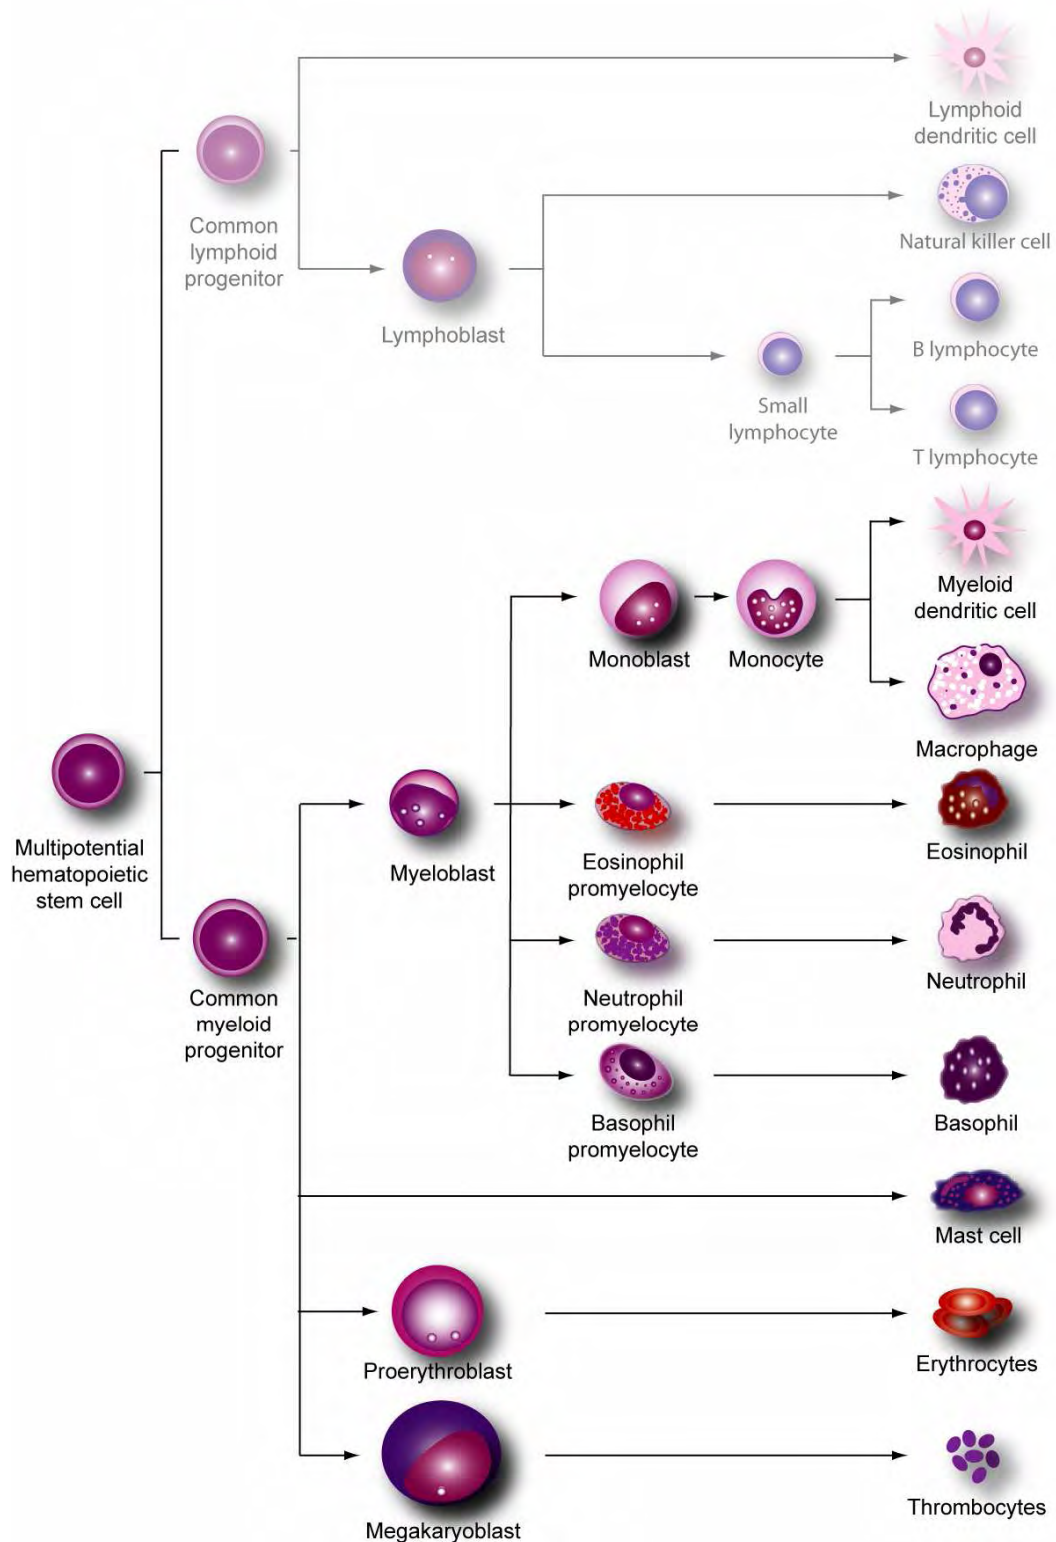 Lymphoid
dendritic cell
Common
lymphoid
progenitor
Natural killer cell
Lymphoblast
B lymphocyte
Small
lymphocyte
T lymphocyte
Myeloid
dendritic cell
Monoblast
Monocyte
Macrophage
Multipotential
hematopoietic
stem cell
Myeloblast
Eosinophil
promyelocyte
Eosinophil
Common
myeloid
progenitor
Neutrophil
promyelocyte
Neutrophil
Basophil
promyelocyte
Basophil
Mast cell
Proerythroblast
Erythrocytes
Megakaryoblast
Thrombocytes